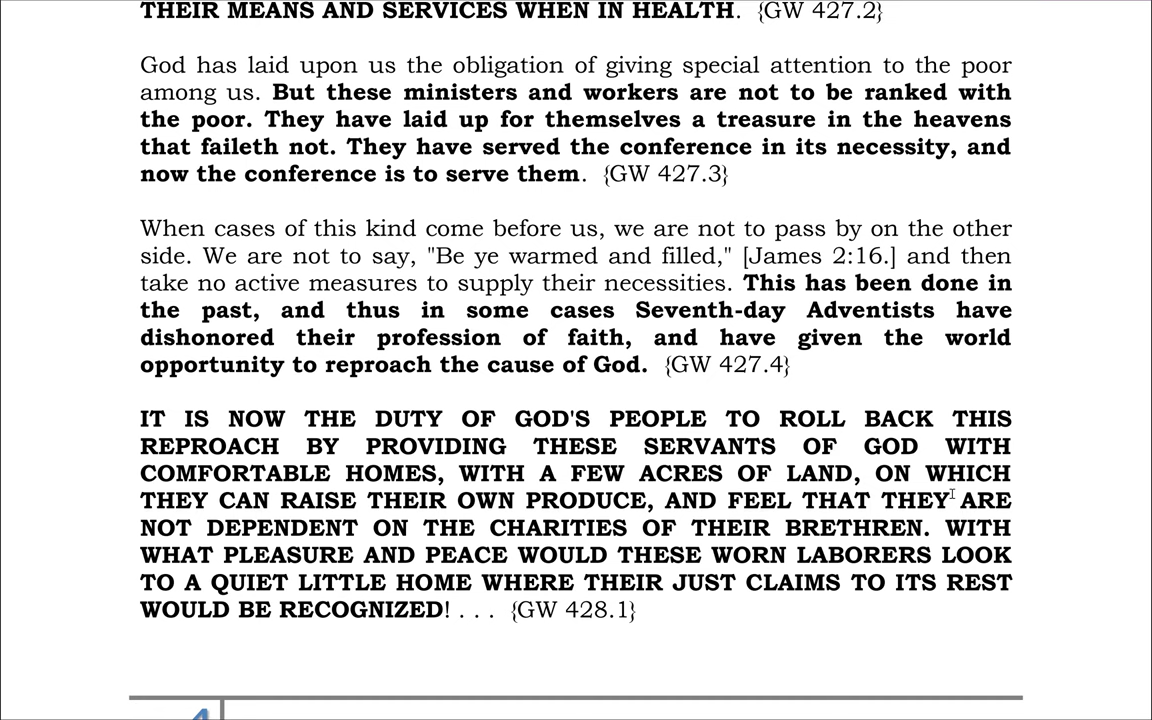 THEIR MEANS AND SERVICES WHEN IN HEALTH. {GW 427.2}
God has laid upon us the obligation of giving special attention to the poor
among us. But these ministers and workers are not to be ranked with
the poor. They have laid up for themselves a treasure in the heavens
that faileth not. They have served the conference in its necessity, and
now the conference is to serve them. {GW 427.3}
When cases of this kind come before us, we are not to pass by on the other
side. We are not to say, "Be ye warmed and filled," [James 2:16.] and then
take no active measures to supply their necessities. This has been done in
the past, and thus in some cases Seventh-day Adventists have
dishonored their profession of faith, and have given the world
opportunity to reproach the cause of God. {GW 427.4}
IT IS NOW THE DUTY OF GOD'S PEOPLE TO ROLL BACK THIS
REPROACH BY PROVIDING THESE SERVANTS OF GOD WITH
COMFORTABLE HOMES, WITH A FEW ACRES OF LAND, ON WHICH
THEY CAN RAISE THEIR OWN PRODUCE, AND FEEL THAT THEY ARE
NOT DEPENDENT ON THE CHARITIES OF THEIR BRETHREN. WITH
WHAT PLEASURE AND PEACE WOULD THESE WORN LABORERS LOOK
TO A QUIET LITTLE HOME WHERE THEIR JUST CLAIMS TO ITS REST
WOULD BE RECOGNIZED! . . . {GW 428.1}